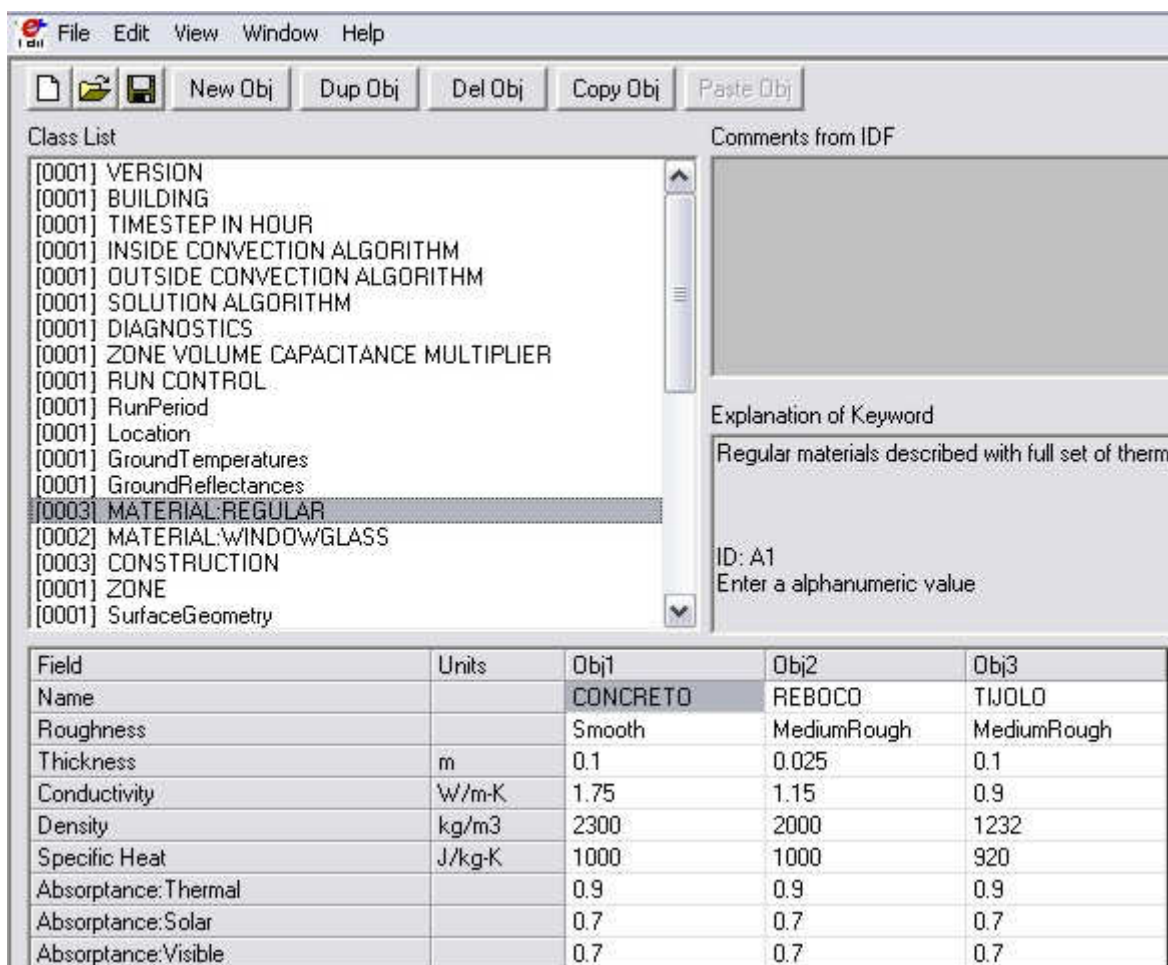 File Edit View Window Help
New Obj Dup Obj Del Obj Copy Obj Paste Obj
Class List
[0001] VERSION
[0001] BUILDING
[0001] TIMESTEP IN HOUR
[0001] INSIDE CONVECTION ALGORITHM
[0001] OUTSIDE CONVECTION ALGORITHM
[0001] SOLUTION ALGORITHM
[0001] DIAGNOSTICS
[0001] ZONE VOLUME CAPACITANCE MULTIPLIER
[0001] RUN CONTROL
[0001] RunPeriod
[0001] Location
[0001] GroundTemperatures
[0001] GroundReflectances
[0003] MATERIAL:REGULAR
[0002] MATERIAL:WINDOWGLASS
[0003] CONSTRUCTION
[0001] ZONE
[0001] SurfaceGeometry
Comments from IDF
Explanation of Keyword
Regular materials described with full set of therm
ID: A1
Enter a alphanumeric value
Field Units Obj1 Obj2 Obj3
Name CONCRETO REBOCO TIJOLO
Roughness Smooth MediumRough MediumRough
Thickness m 0.1 0.025 0.1
Conductivity W/m-K 1.75 1.15 0.9
Density kg/m3 2300 2000 1232
Specific Heat J/kg-K 1000 1000 920
Absorptance:Thermal 0.9 0.9 0.9
Absorptance:Solar 0.7 0.7 0.7
Absorptance:Visible 0.7 0.7 0.7